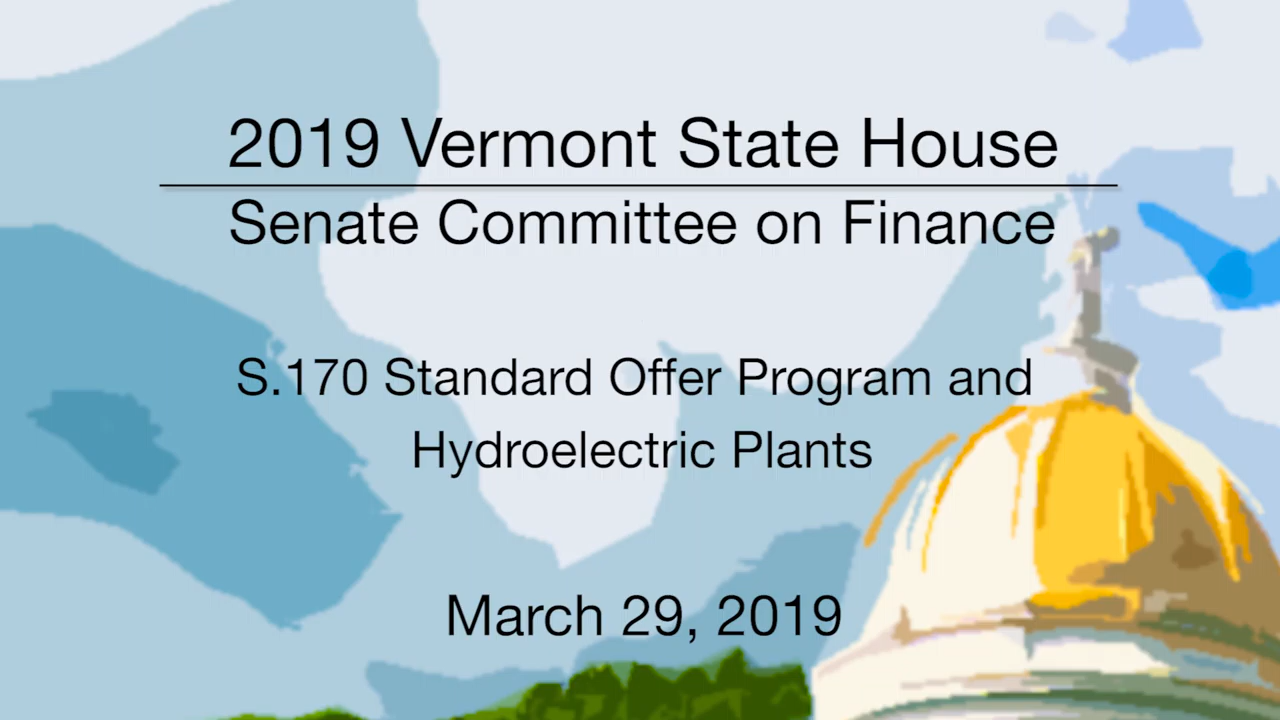 2019 Vermont State House
Senate Committee on Finance
S.170 Standard Offer Program and
Hydroelectric Plants
March 29, 2019